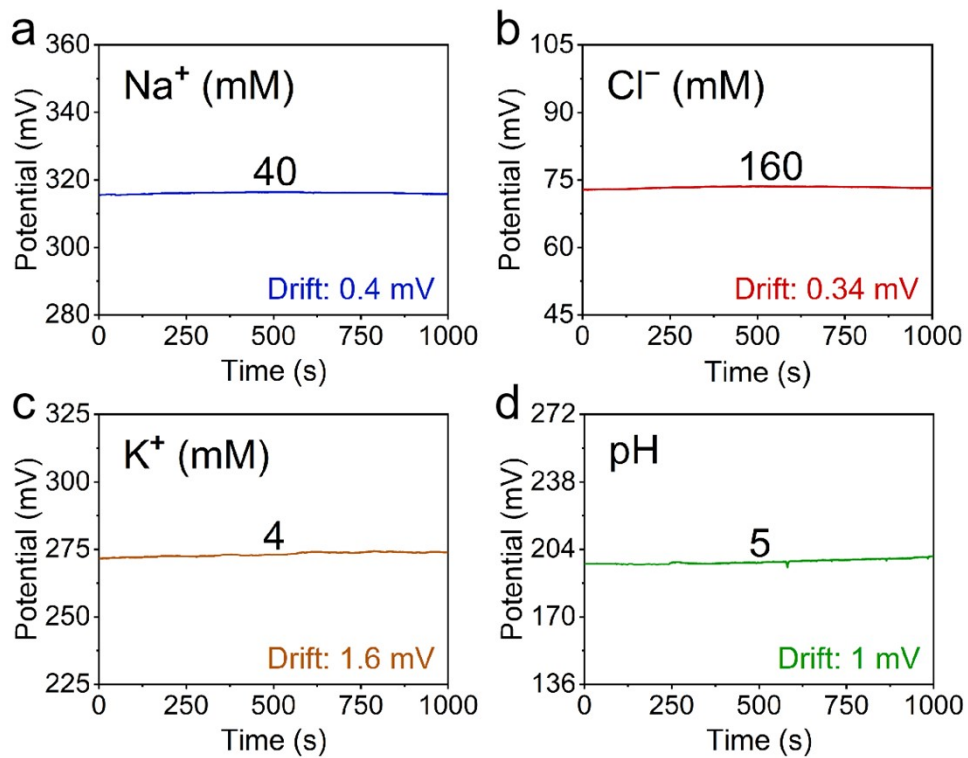 a
Na⁺ (mM)
Potential (mV)
360
340
320
300
280
40
Drift: 0.4 mV
0 250 500 750 1000
Time (s)
b
Cl⁻ (mM)
Potential (mV)
105
90
75
60
45
160
Drift: 0.34 mV
0 250 500 750 1000
Time (s)
c
K⁺ (mM)
Potential (mV)
325
300
275
250
225
4
Drift: 1.6 mV
0 250 500 750 1000
Time (s)
d
pH
Potential (mV)
272
238
204
170
136
5
Drift: 1 mV
0 250 500 750 1000
Time (s)